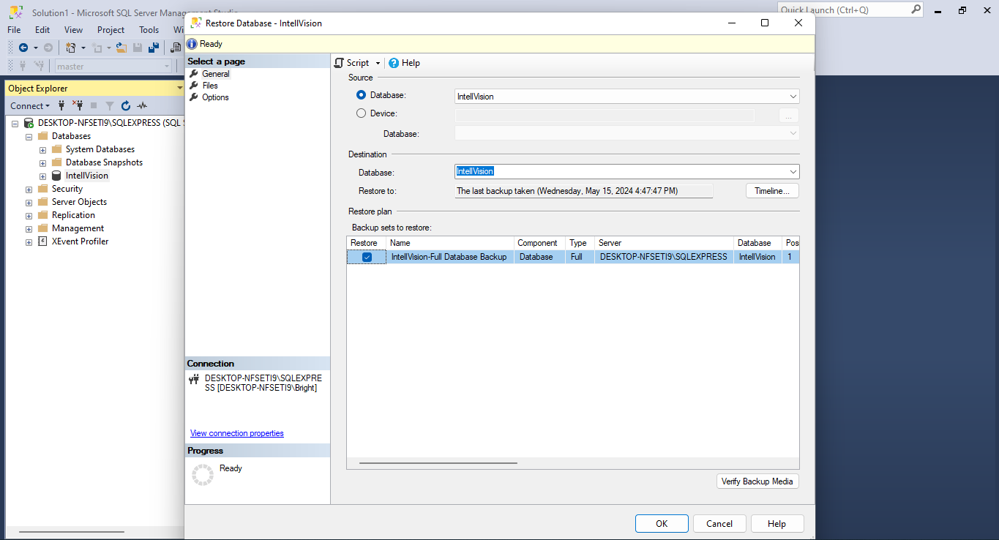 Solution1 - Microsoft SQL Server Management Studio
Quick Launch (Ctrl+Q)
File Edit View Project Tools Wi
master
Object Explorer
Connect
DESKTOP-NFSETI9\SQLEXPRESS (SQL S
Databases
System Databases
Database Snapshots
IntellVision
Security
Server Objects
Replication
Management
XEvent Profiler
Restore Database - IntellVision
Ready
Select a page
General
Files
Options
Connection
DESKTOP-NFSETI9\SQLEXPRE
SS [DESKTOP-NFSETI9\Bright]
View connection properties
Progress
Ready
Script Help
Source
Database: IntellVision
Device: ...
Database:
Destination
Database: IntellVision
Restore to: The last backup taken (Wednesday, May 15, 2024 4:47:47 PM) Timeline...
Restore plan
Backup sets to restore:
Restore Name Component Type Server Database Pos
IntellVision-Full Database Backup Database Full DESKTOP-NFSETI9\SQLEXPRESS IntellVision 1
Verify Backup Media
OK Cancel Help